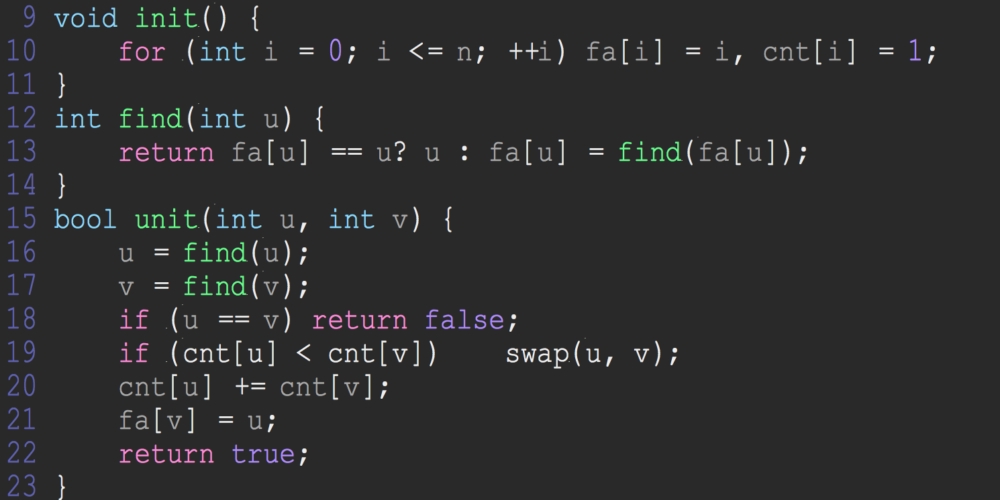 9 void init() {
10     for (int i = 0; i <= n; ++i) fa[i] = i, cnt[i] = 1;
11 }
12 int find(int u) {
13     return fa[u] == u? u : fa[u] = find(fa[u]);
14 }
15 bool unit(int u, int v) {
16     u = find(u);
17     v = find(v);
18     if (u == v) return false;
19     if (cnt[u] < cnt[v])    swap(u, v);
20     cnt[u] += cnt[v];
21     fa[v] = u;
22     return true;
23 }